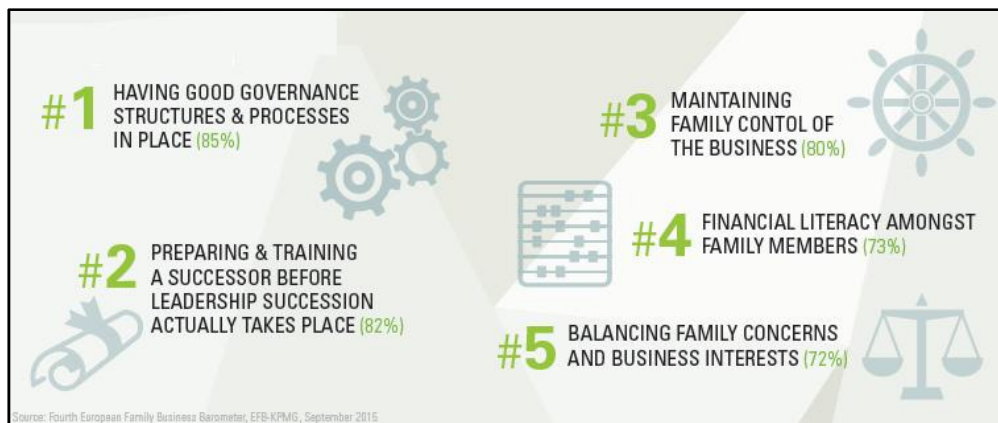 #1 HAVING GOOD GOVERNANCE
STRUCTURES & PROCESSES
IN PLACE (85%)
#2 PREPARING & TRAINING
A SUCCESSOR BEFORE
LEADERSHIP SUCCESSION
ACTUALLY TAKES PLACE (82%)
#3 MAINTAINING
FAMILY CONTOL OF
THE BUSINESS (80%)
#4 FINANCIAL LITERACY AMONGST
FAMILY MEMBERS (73%)
#5 BALANCING FAMILY CONCERNS
AND BUSINESS INTERESTS (72%)
Source: Fourth European Family Business Barometer, EFB-KPMG, September 2015